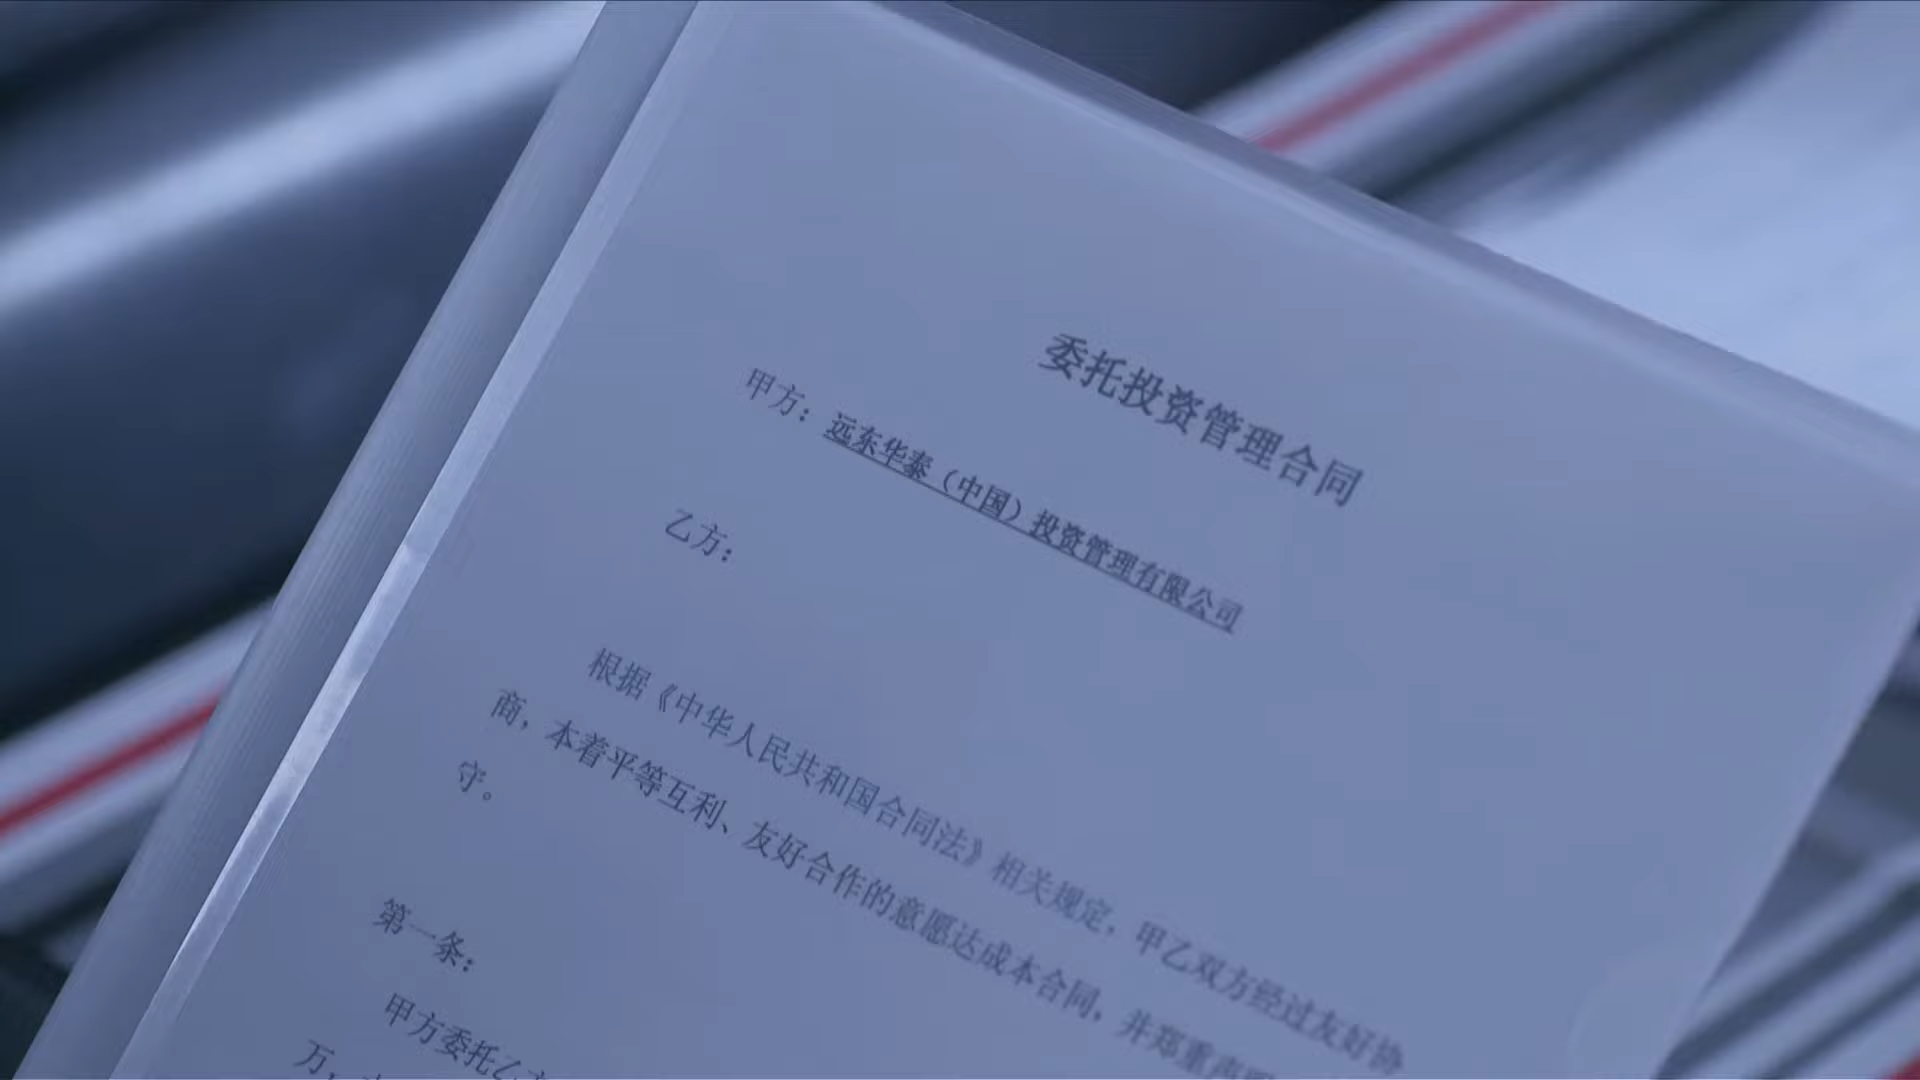 委托投资管理合同
甲方：远东华泰（中国）投资管理有限公司
乙方：
根据《中华人民共和国合同法》相关规定，甲乙双方经过友好协
商，本着平等互利、友好合作的意愿达成本合同，并郑重声明
守。
第一条：
甲方委托乙方
万，